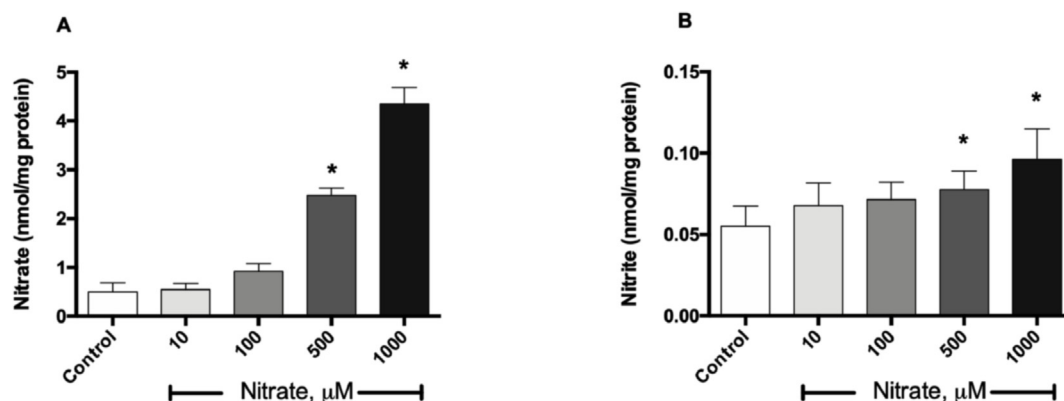 A
Nitrate (nmol/mg protein)
5
4
3
2
1
0
*
*
Control
10
100
500
1000
Nitrate, μM
B
Nitrite (nmol/mg protein)
0.15
0.10
0.05
0.00
*
*
Control
10
100
500
1000
Nitrate, μM